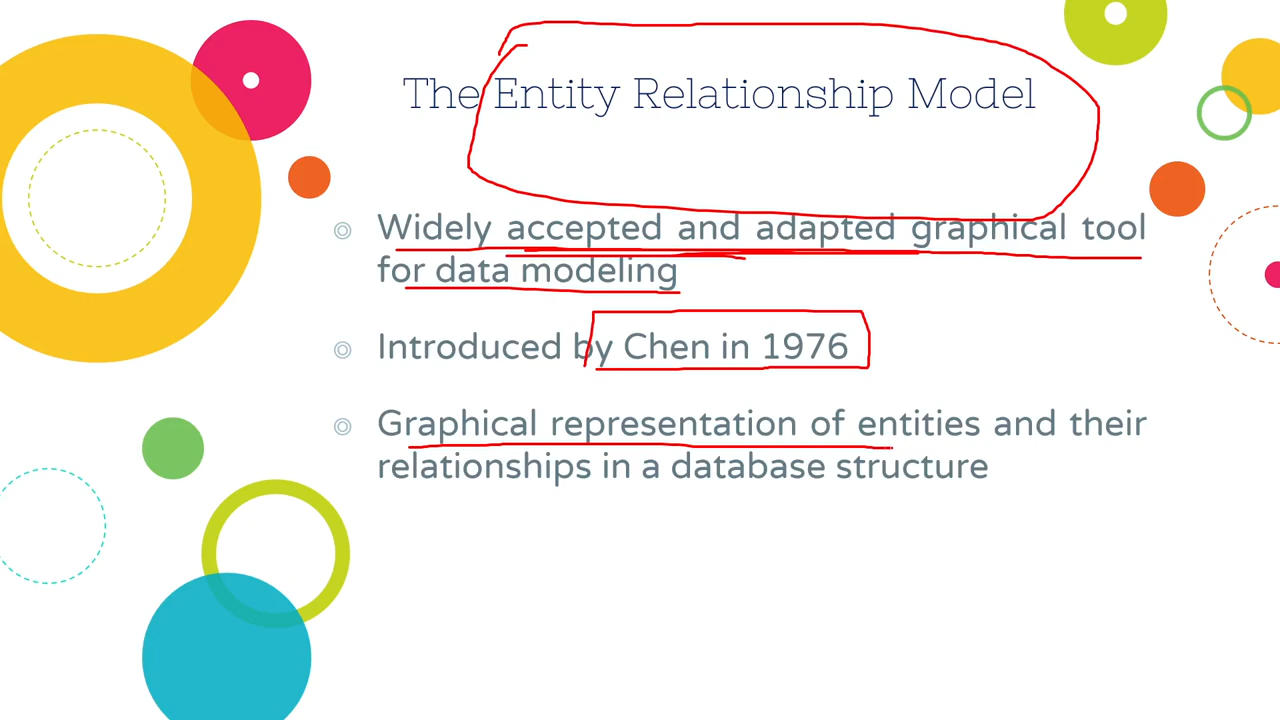 The Entity Relationship Model
Widely accepted and adapted graphical tool
for data modeling
Introduced by Chen in 1976
Graphical representation of entities and their
relationships in a database structure